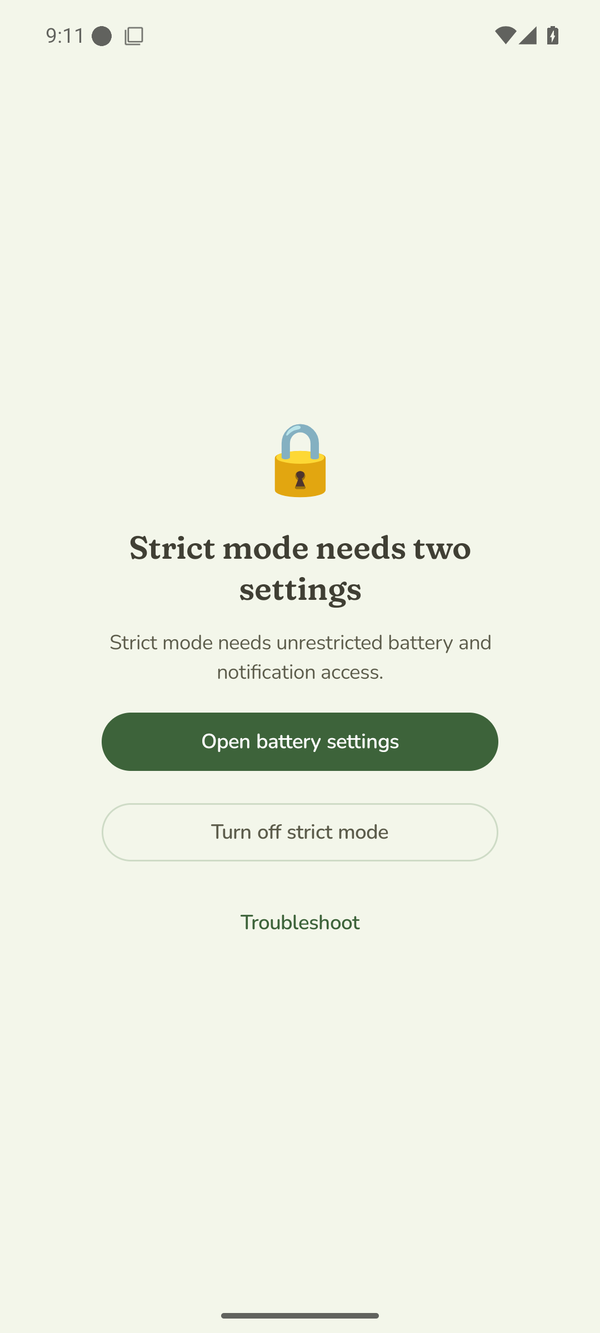 9:11
Strict mode needs two
settings
Strict mode needs unrestricted battery and
notification access.
Open battery settings
Turn off strict mode
Troubleshoot